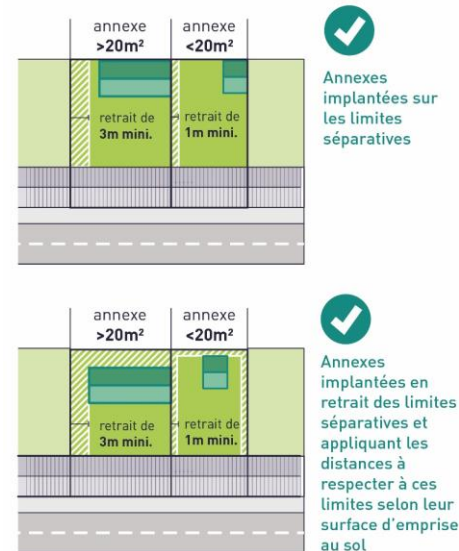 annexe
>20m²
annexe
<20m²
retrait de
3m mini.
retrait de
1m mini.
Annexes
implantées sur
les limites
séparatives
annexe
>20m²
annexe
<20m²
retrait de
3m mini.
retrait de
1m mini.
Annexes
implantées en
retrait des limites
séparatives et
appliquant les
distances à
respecter à ces
limites selon leur
surface d'emprise
au sol